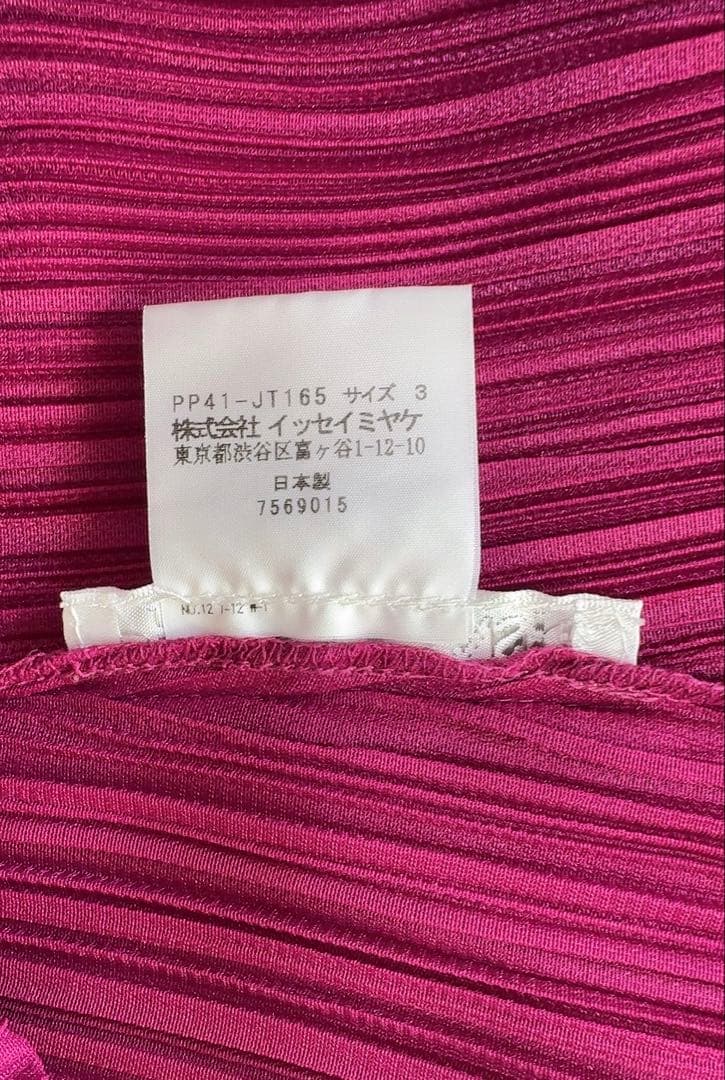 PP41-JT165 サイズ 3
株式会社 イッセイミヤケ
東京都渋谷区富ヶ谷1-12-10
日本製
7569015